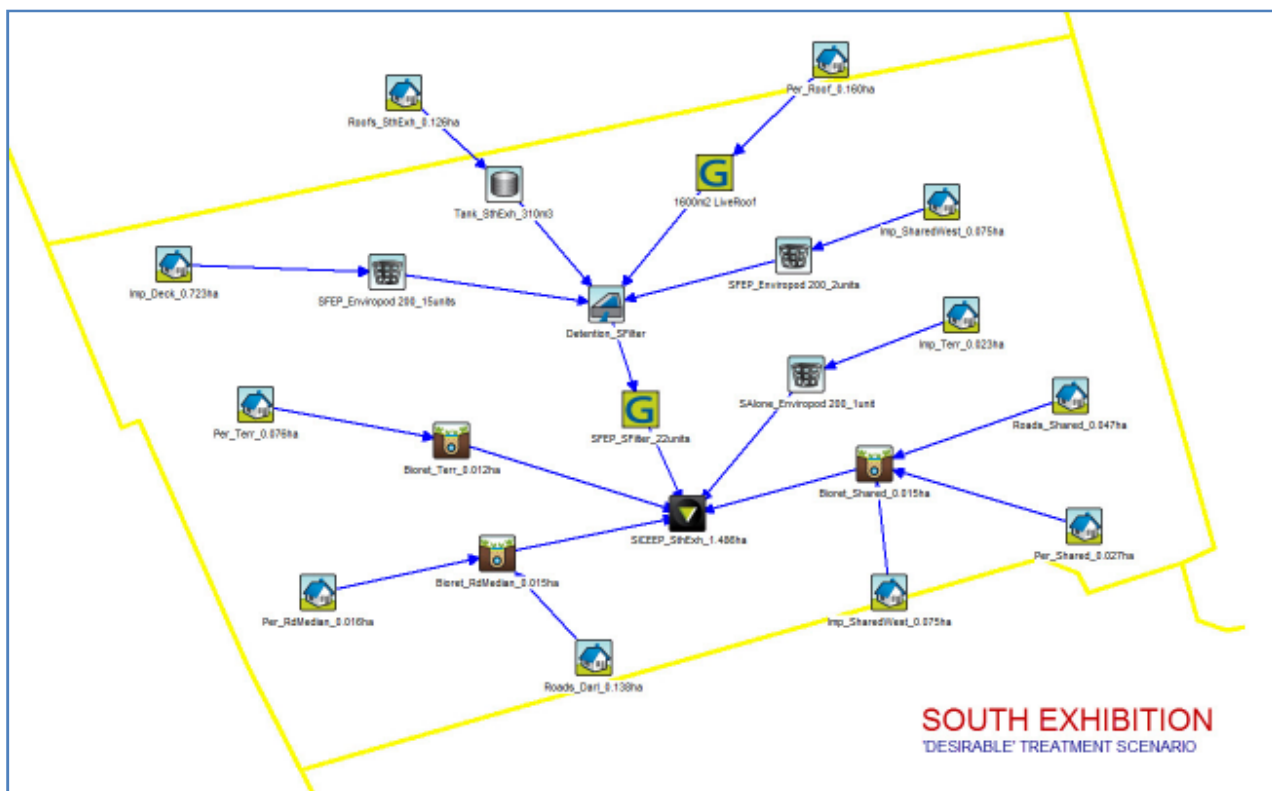 Per_Roof_0.160ha
Roofs_SthExh_0.126ha
G
1600m2 LiveRoof
Tank_SthExh_310m3
Imp_SharedWest_0.075ha
Imp_Deck_0.723ha
SFEP_Enviropod 200_15units
SFEP_Enviropod 200_2units
Detention_SFilter
Imp_Terr_0.023ha
SAlone_Enviropod 200_1unit
Per_Terr_0.076ha
G
SFEP_SFilter_22units
Roads_Shared_0.047ha
Bioret_Terr_0.012ha
Bioret_Shared_0.015ha
SICEEP_SthExh_1.486ha
Per_Shared_0.027ha
Bioret_RdMedian_0.015ha
Per_RdMedian_0.016ha
Imp_SharedWest_0.075ha
Roads_Darl_0.138ha
SOUTH EXHIBITION
'DESIRABLE' TREATMENT SCENARIO